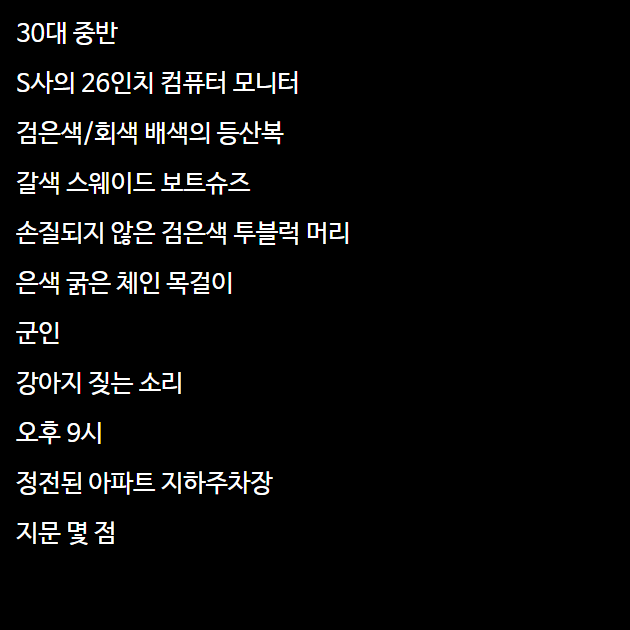 30대 중반
S사의 26인치 컴퓨터 모니터
검은색/회색 배색의 등산복
갈색 스웨이드 보트슈즈
손질되지 않은 검은색 투블럭 머리
은색 굵은 체인 목걸이
군인
강아지 짖는 소리
오후 9시
정전된 아파트 지하주차장
지문 몇 점